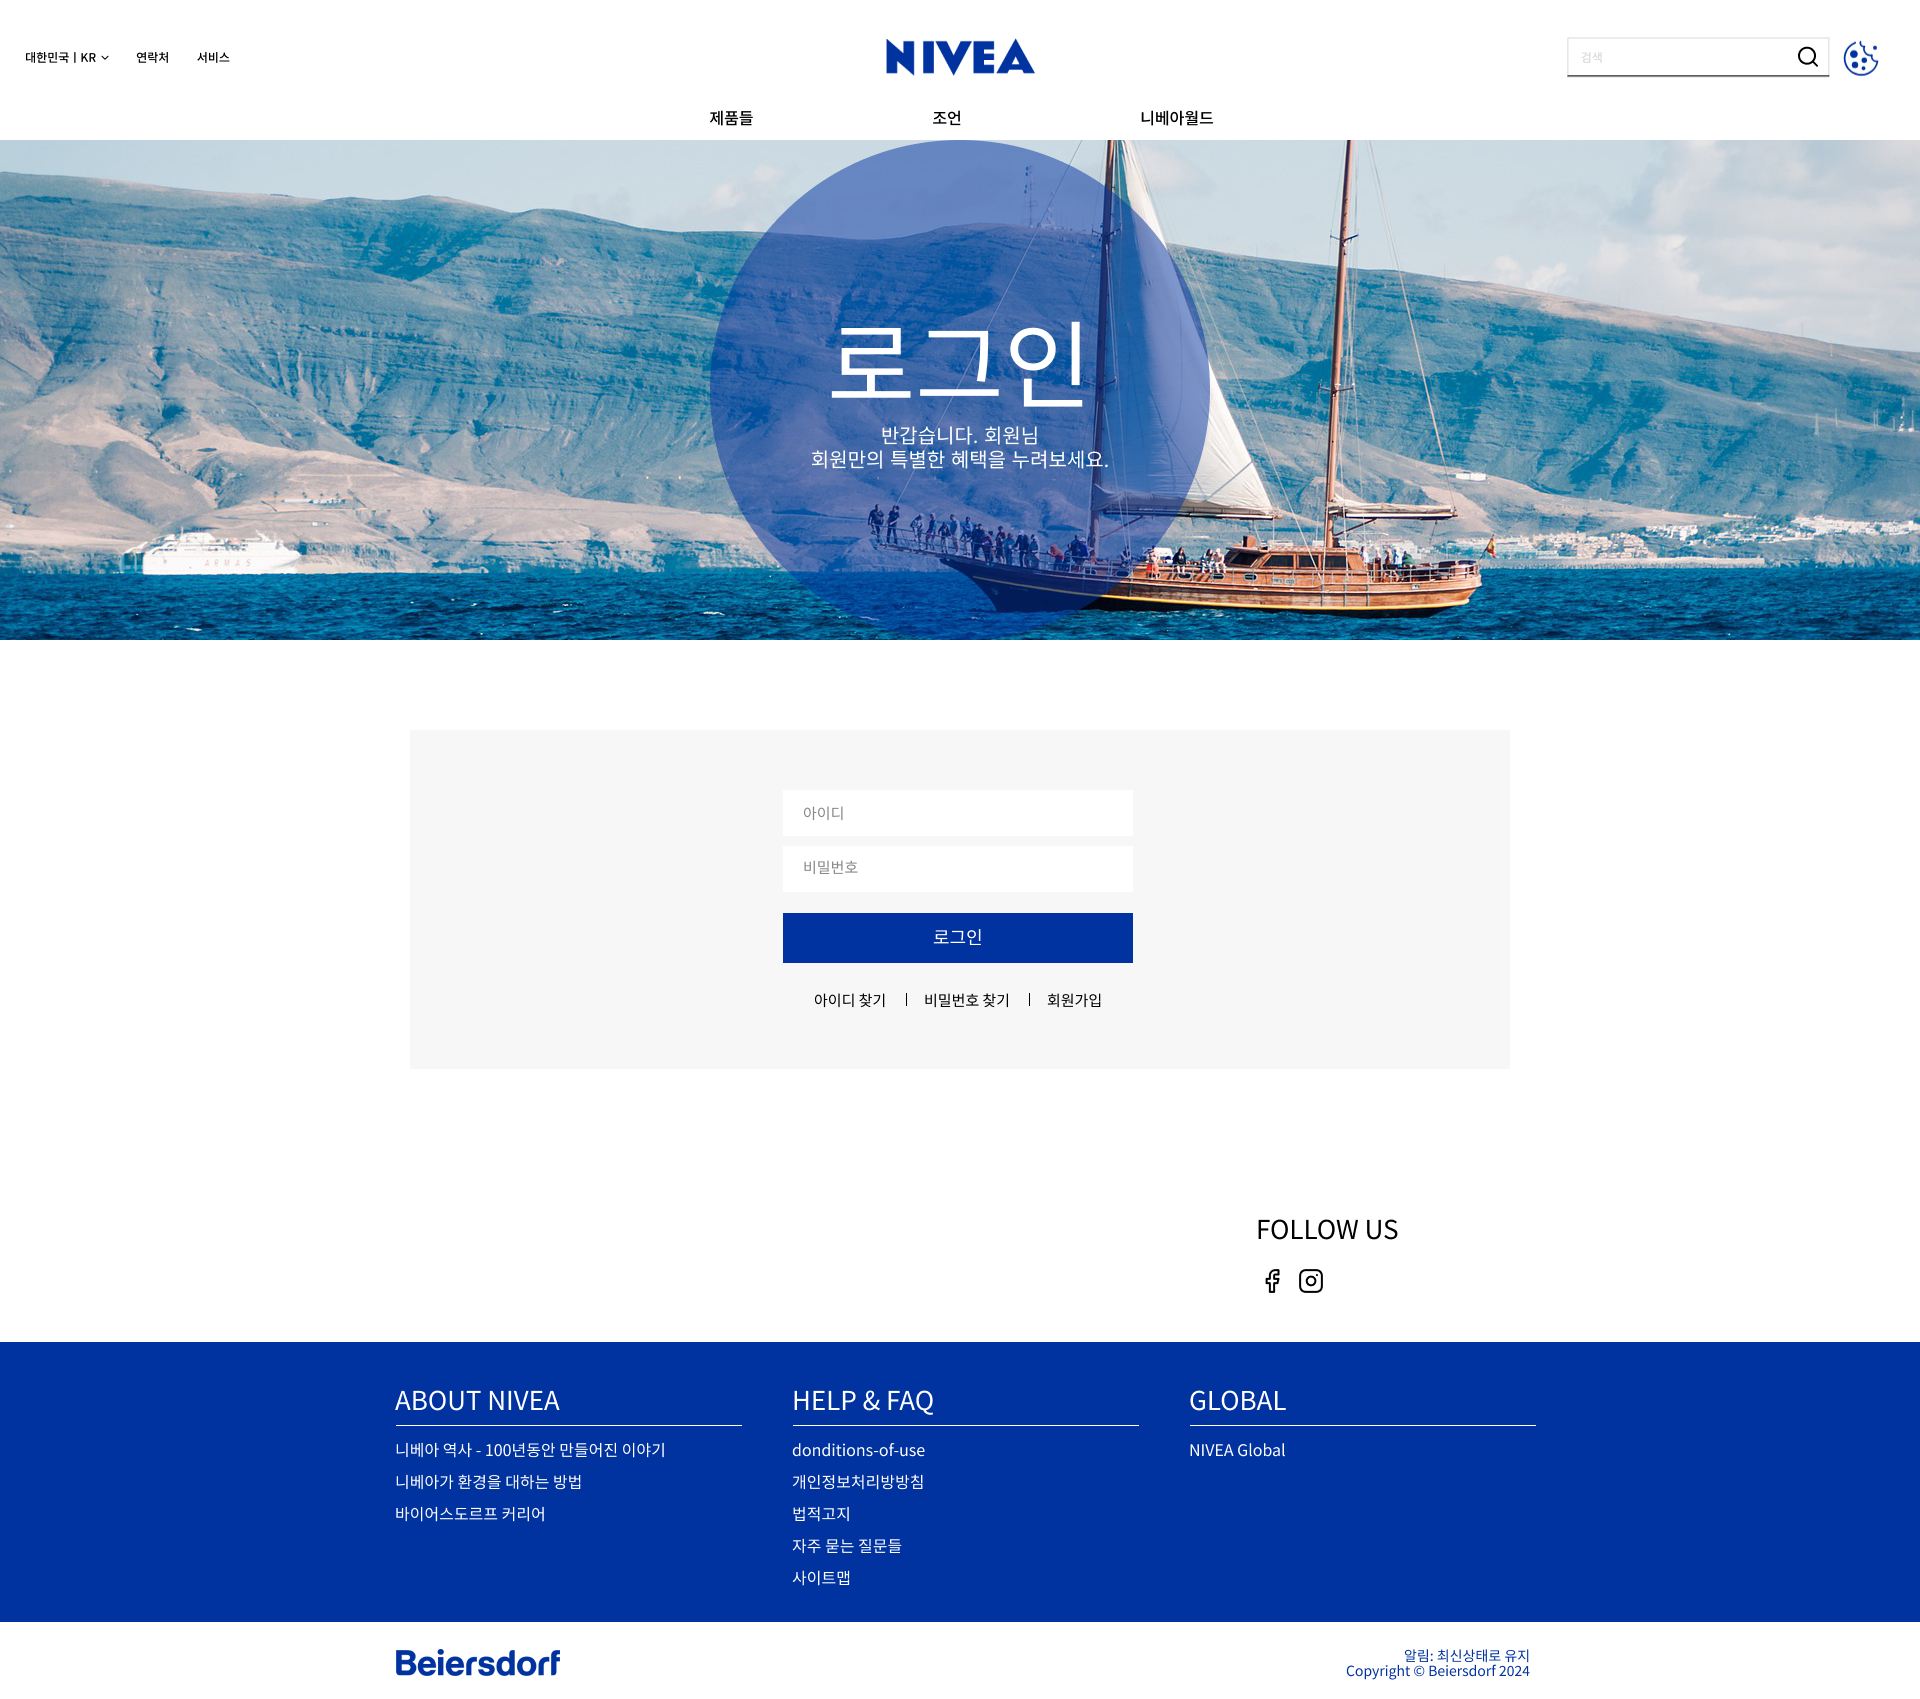 대한민국 | KR
연락처
서비스
NIVEA
검색
제품들
조언
니베아월드
로그인
반갑습니다. 회원님
회원만의 특별한 혜택을 누려보세요.
ARMAS
아이디
비밀번호
로그인
아이디 찾기 | 비밀번호 찾기 | 회원가입
FOLLOW US
ABOUT NIVEA
니베아 역사 - 100년동안 만들어진 이야기
니베아가 환경을 대하는 방법
바이어스도르프 커리어
HELP & FAQ
donditions-of-use
개인정보처리방방침
법적고지
자주 묻는 질문들
사이트맵
GLOBAL
NIVEA Global
Beiersdorf
알림: 최신상태로 유지
Copyright © Beiersdorf 2024